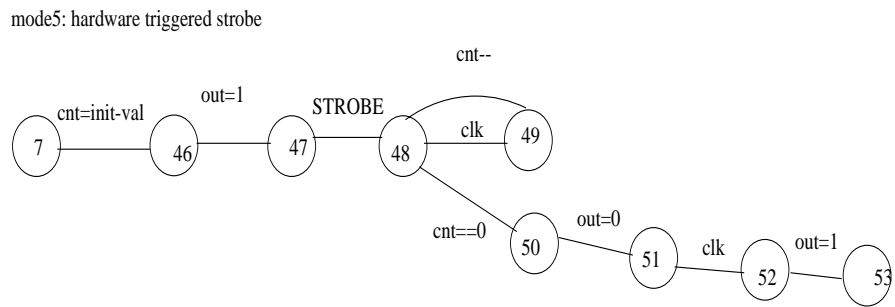 mode5: hardware triggered strobe
cnt--
cnt=init-val
out=1
STROBE
clk
7
46
47
48
49
cnt==0
out=0
clk
out=1
50
51
52
53